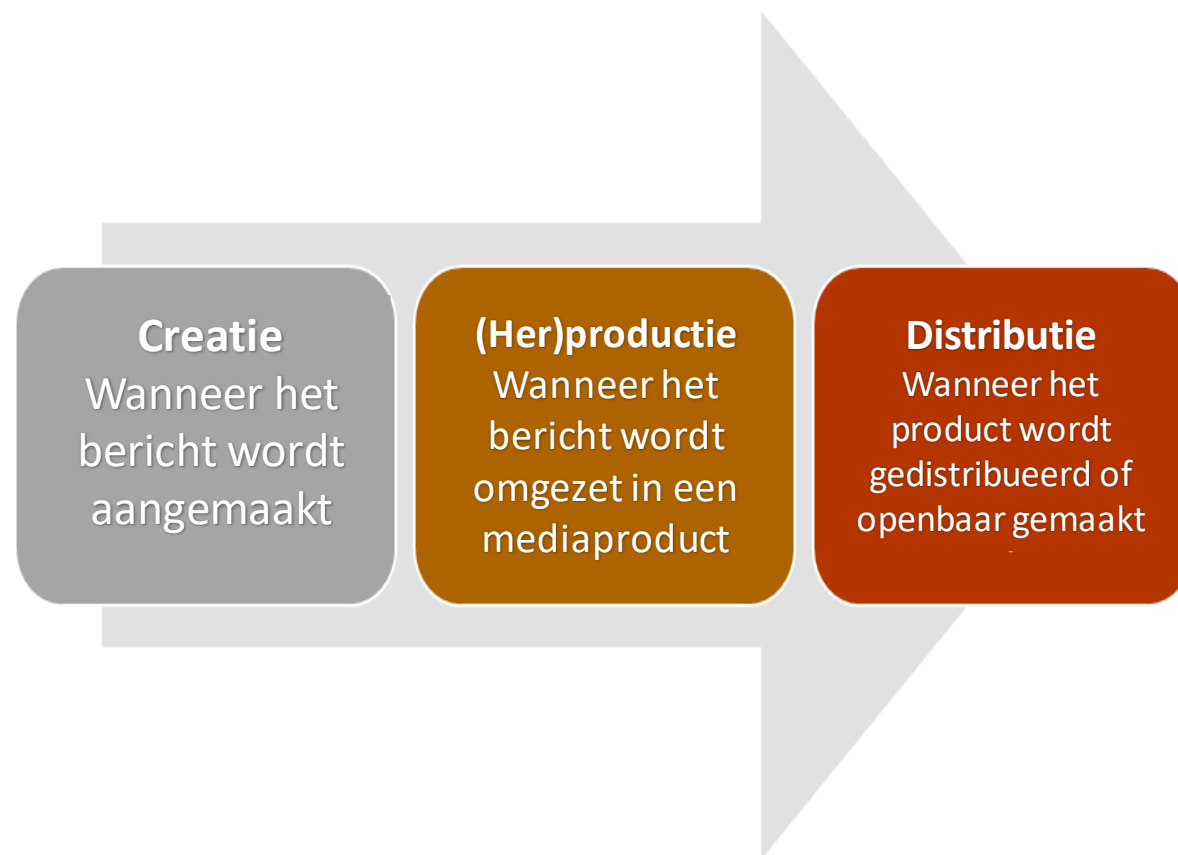 Creatie
Wanneer het
bericht wordt
aangemaakt
(Her)productie
Wanneer het
bericht wordt
omgezet in een
mediaproduct
Distributie
Wanneer het
product wordt
gedistribueerd of
openbaar gemaakt